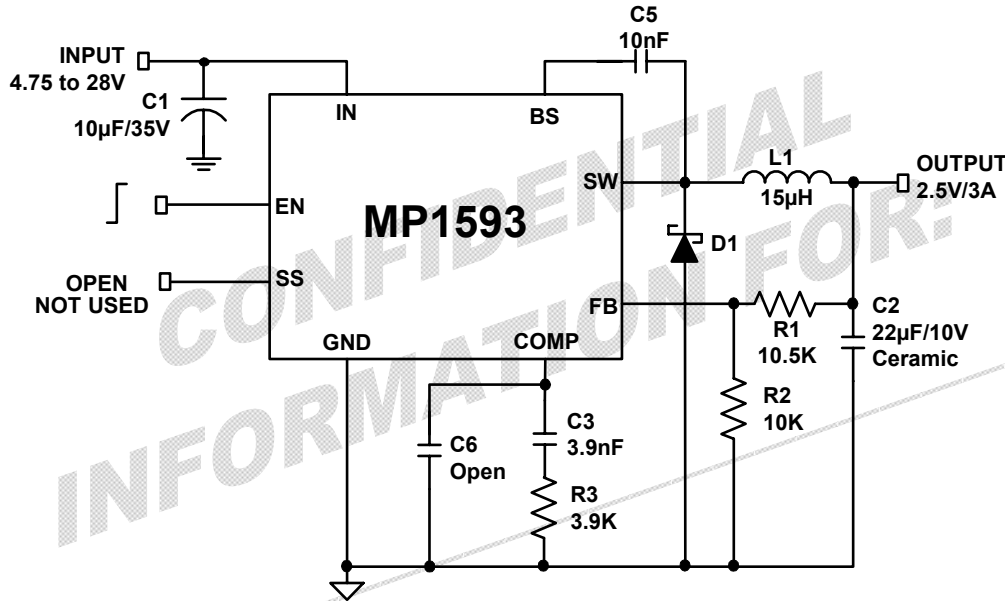 C5
10nF
INPUT
4.75 to 28V
C1
10µF/35V
IN
BS
SW
L1
15µH
OUTPUT
2.5V/3A
EN
MP1593
D1
OPEN
NOT USED
SS
FB
R1
10.5K
C2
22µF/10V
Ceramic
GND
COMP
R2
10K
C6
Open
C3
3.9nF
R3
3.9K
CONFIDENTIAL
INFORMATION FOR: